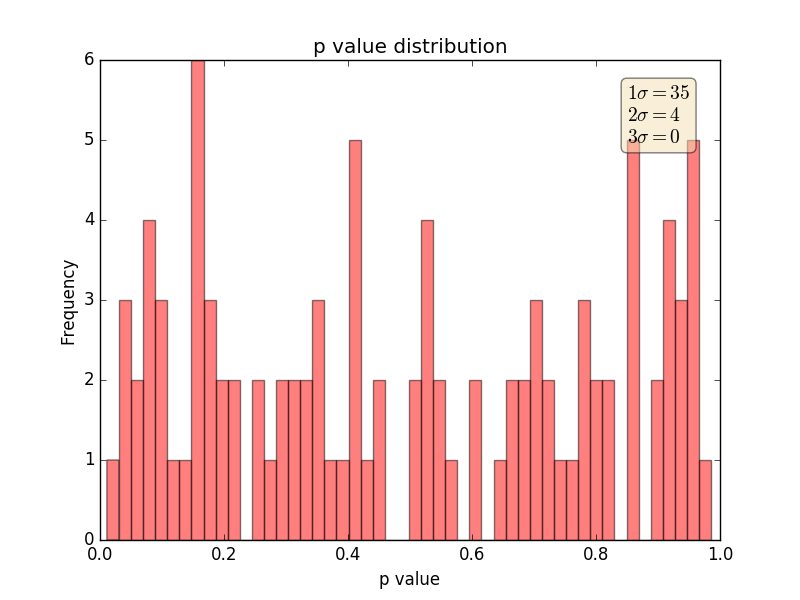 p value distribution
6
5
4
3
2
1
0
Frequency
1σ = 35
2σ = 4
3σ = 0
0.0 0.2 0.4 0.6 0.8 1.0
p value